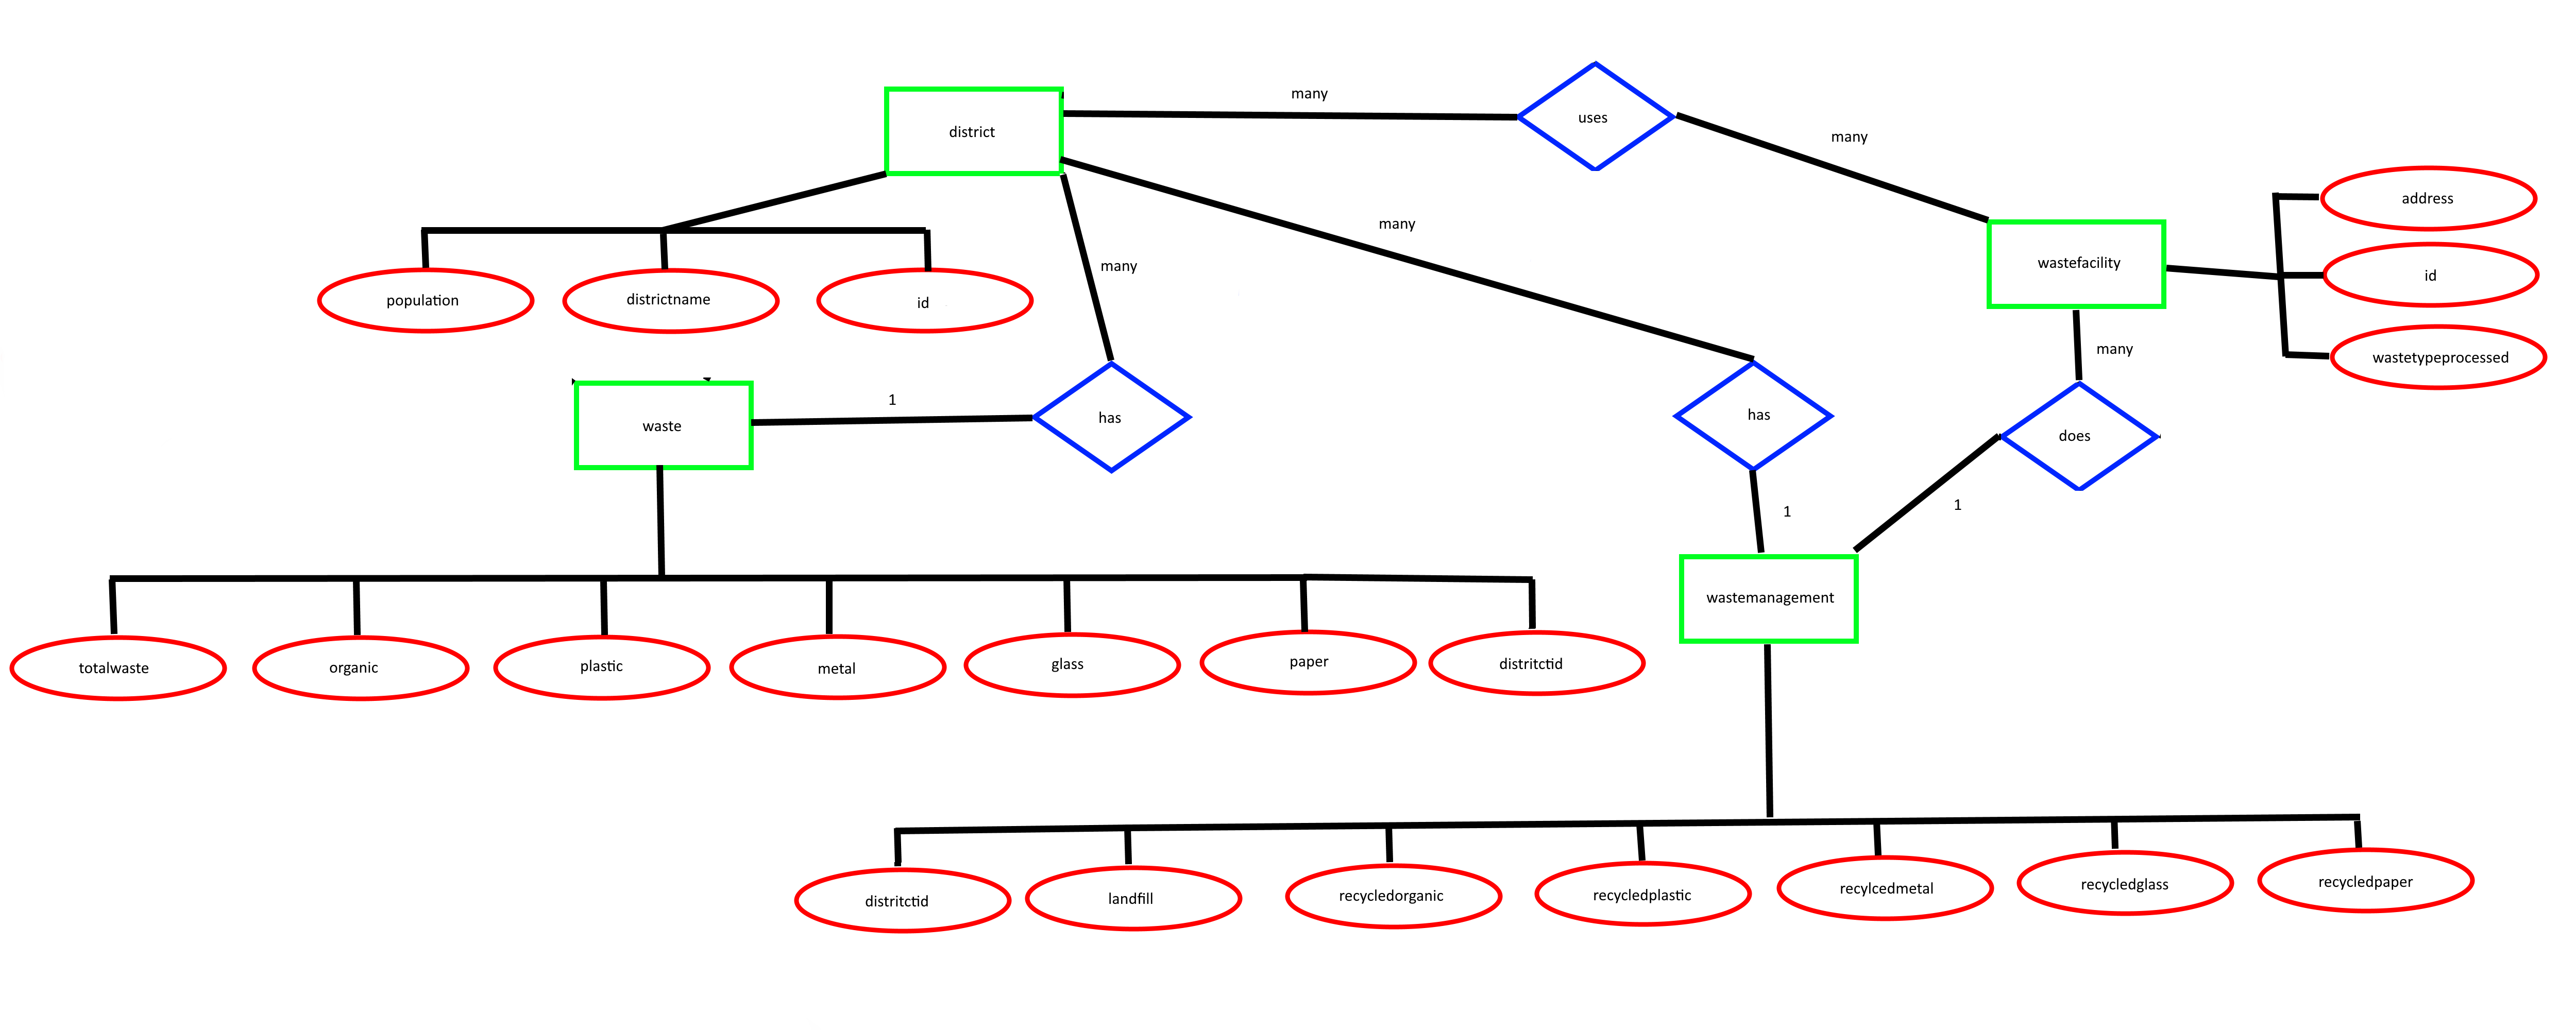 many
uses
district
many
address
many
wastefacility
id
many
population
districtname
id
many
wastetypeprocessed
1
waste
has
has
does
1
1
wastemanagement
totalwaste
organic
plastic
metal
glass
paper
distritctid
distritctid
landfill
recycledorganic
recycledplastic
recylcedmetal
recycledglass
recycledpaper